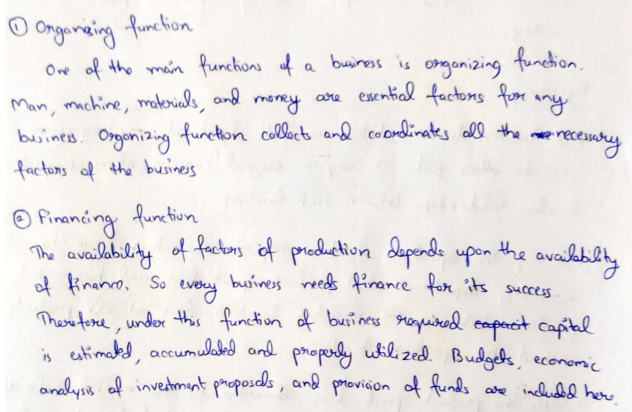 ① Organizing function
One of the main functions of a business is organizing function.
Man, machine, materials, and money are essential factors for any
business. Organizing function collects and coordinates all the necessary
factors of the business
② Financing function
The availability of factors of production depends upon the availability
of finance. So every business needs finance for its success.
Therefore, under this function of business required capital
is estimated, accumulated and properly utilized. Budgets, economic
analysis of investment proposals, and provision of funds are included here.